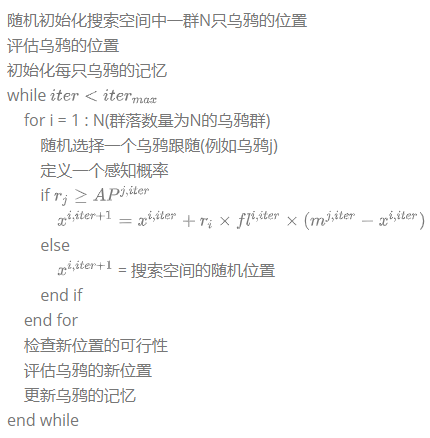 随机初始化搜索空间中一群N只乌鸦的位置
评估乌鸦的位置
初始化每只乌鸦的记忆
while iter < iter_{max}
for i = 1 : N(群落数量为N的乌鸦群)
随机选择一个乌鸦跟随(例如乌鸦j)
定义一个感知概率
if r_j ≥ AP^{j,iter}
x^{i,iter+1} = x^{i,iter} + r_i × fl^{i,iter} × (m^{j,iter} − x^{i,iter})
else
x^{i,iter+1} = 搜索空间的随机位置
end if
end for
检查新位置的可行性
评估乌鸦的新位置
更新乌鸦的记忆
end while